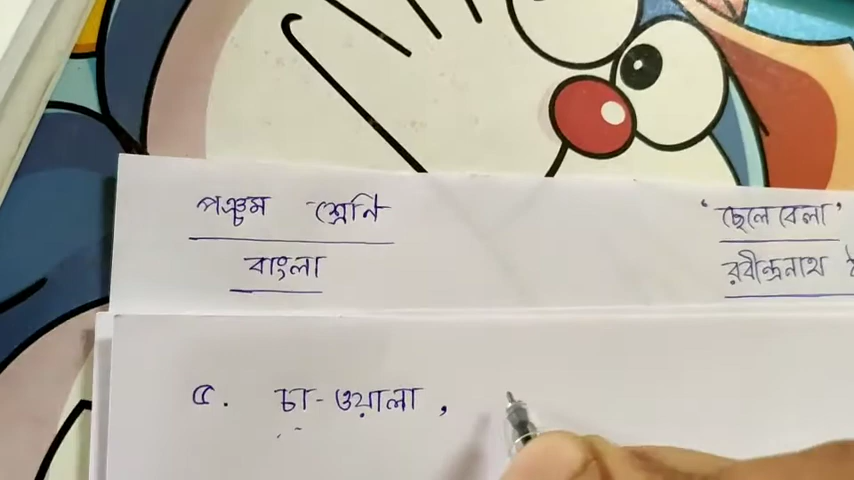 পঞ্চম শ্রেনি
বাংলা
'ছেলেবেলা'
রবীন্দ্রনাথ
৫. চা-ওয়ালা,